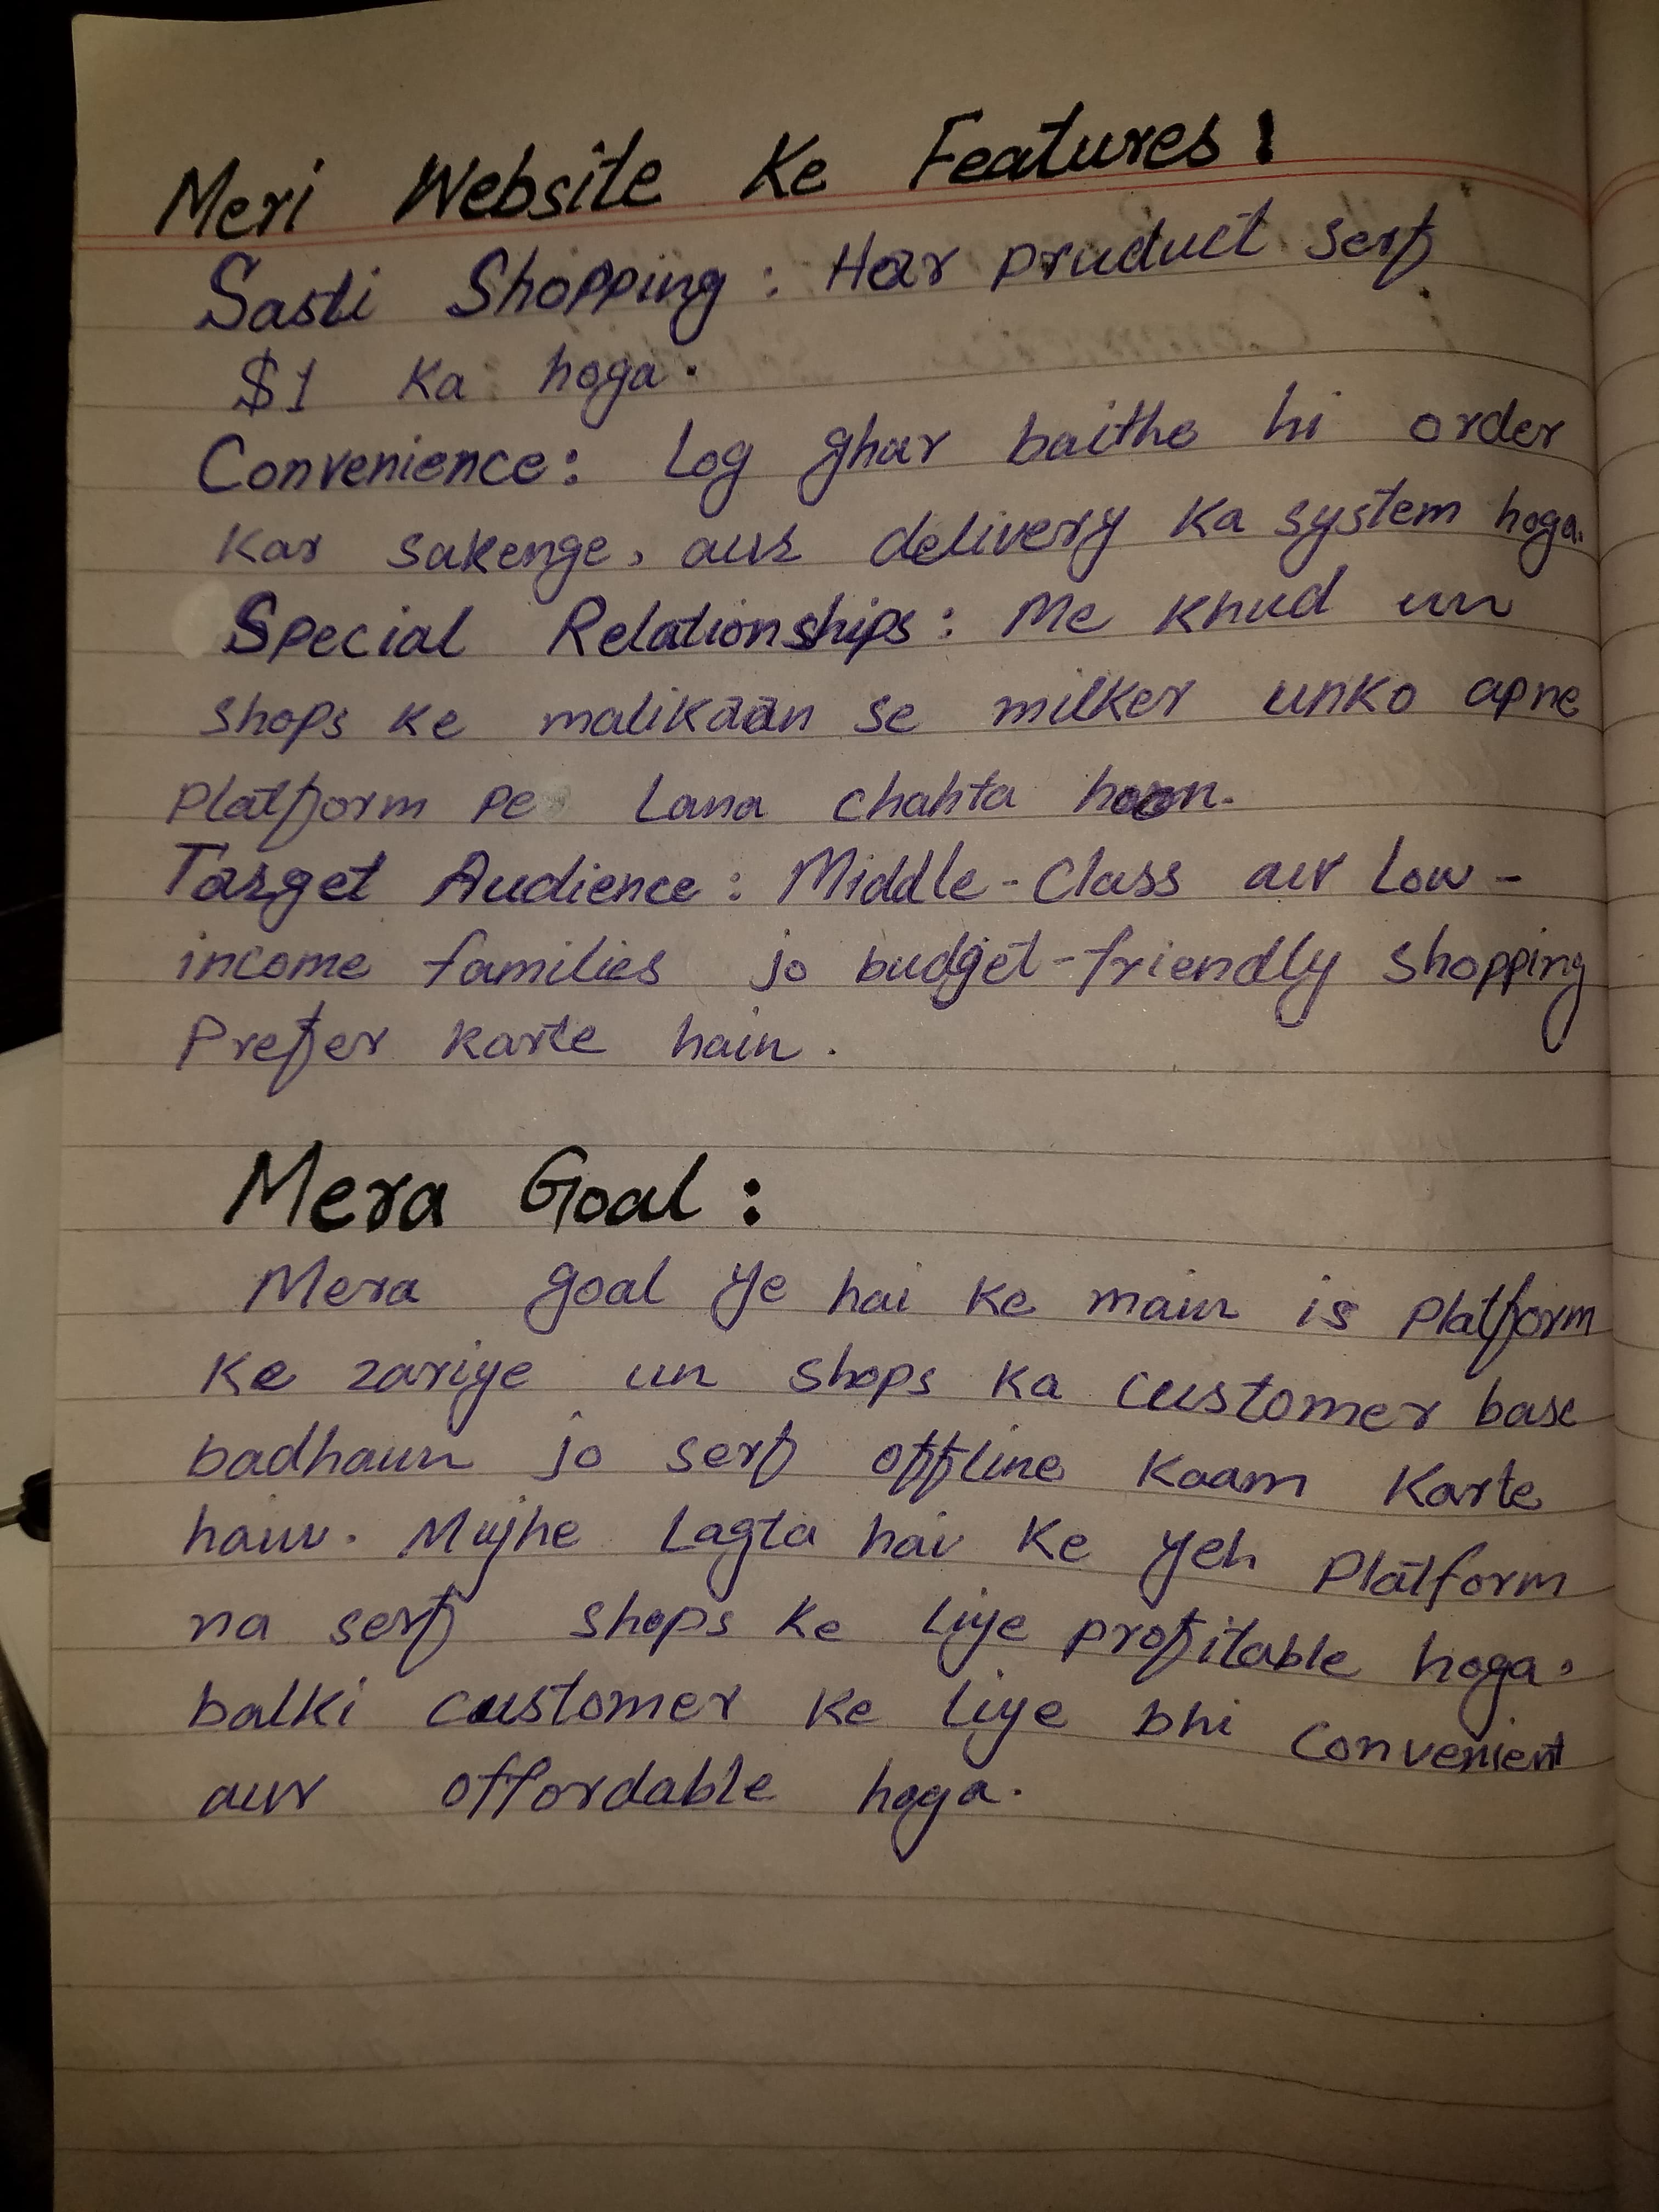 Meri Website Ke Features:
Sasti Shopping: Har product serf
$1 Ka hoga.
Convenience: Log ghar baithe hi order
Kar sakenge, aur delivery Ka system hoga.
Special Relationships: Me Khud un
shops ke malikaan se milker unko apne
Platform pe Lana chahta hoon.
Target Audience: Middle-Class aur Low-
income families jo budget-friendly shopping
Prefer karte hain.
Mera Goal:
Mera goal ye hai ke main is Platform
Ke zariye un shops ka customer base
badhaun jo serf offline Kaam Karte
hain. Mujhe Lagta hai Ke yeh Platform
na serf shops ke liye profitable hoga,
balki customer ke liye bhi convenient
aur offordable hoga.